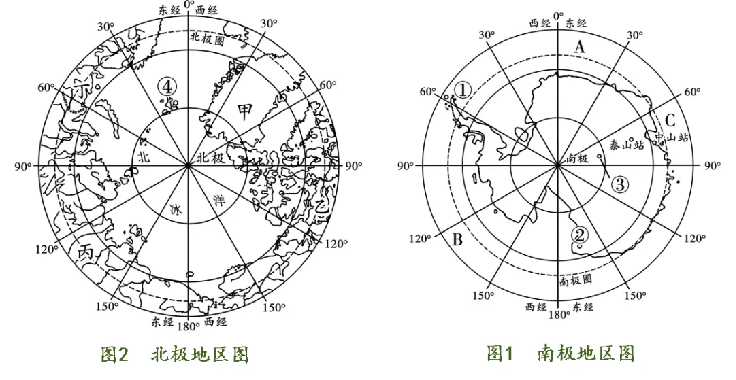 东经 西经
30° 30°
北极圈
60° 60°
④
丁 甲
北 北极
90° 90°
冰 洋
120° 120°
丙
150° 150°
东经 180° 西经
图2 北极地区图
西经 东经
30° 30°
A
60° ① 60°
C
泰山站 中山站
90° 南极 90°
③
B ②
120° 120°
南极圈
150° 150°
西经 180° 东经
图1 南极地区图